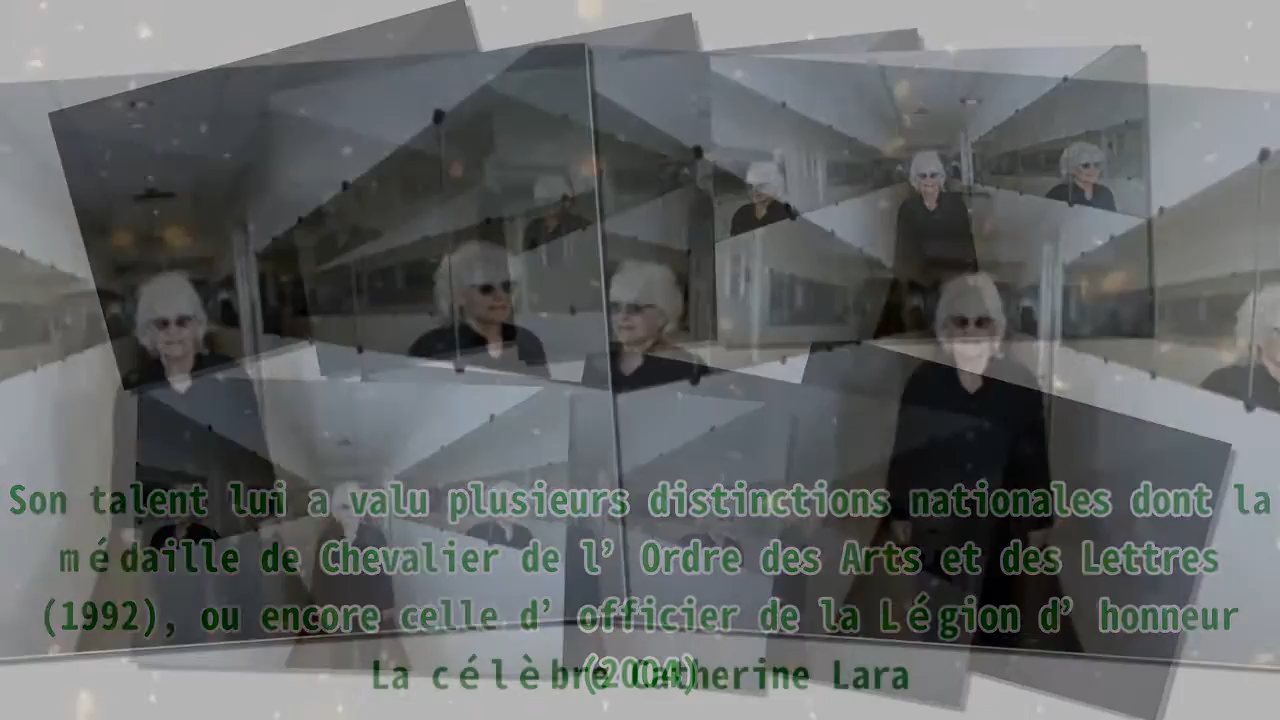 Son talent lui a valu plusieurs distinctions nationales dont la
médaille de Chevalier de l’ Ordre des Arts et des Lettres
(1992), ou encore celle d’ officier de la Légion d’ honneur
La célèbre Catherine Lara